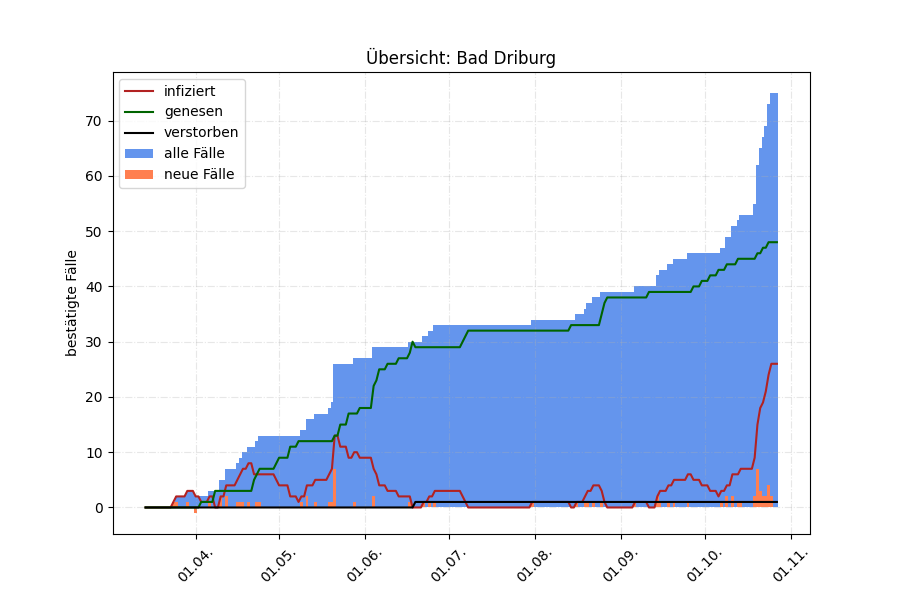 Übersicht: Bad Driburg
infiziert
genesen
verstorben
alle Fälle
neue Fälle
bestätigte Fälle
70
60
50
40
30
20
10
0
01.04.
01.05.
01.06.
01.07.
01.08.
01.09.
01.10.
01.11.